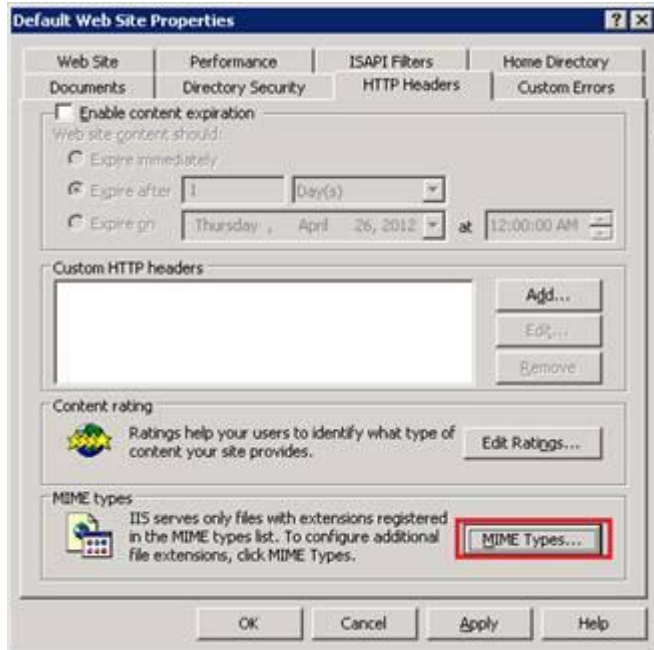 Default Web Site Properties
Web Site Performance ISAPI Filters Home Directory
Documents Directory Security HTTP Headers Custom Errors
Enable content expiration
Web site content should:
Expire immediately
Expire after 1 Day(s)
Expire on Thursday , April 26, 2012 at 12:00:00 AM
Custom HTTP headers
Add...
Edit...
Remove
Content rating
Ratings help your users to identify what type of
content your site provides.
Edit Ratings...
MIME types
IIS serves only files with extensions registered
in the MIME types list. To configure additional
file extensions, click MIME Types.
MIME Types...
OK Cancel Apply Help